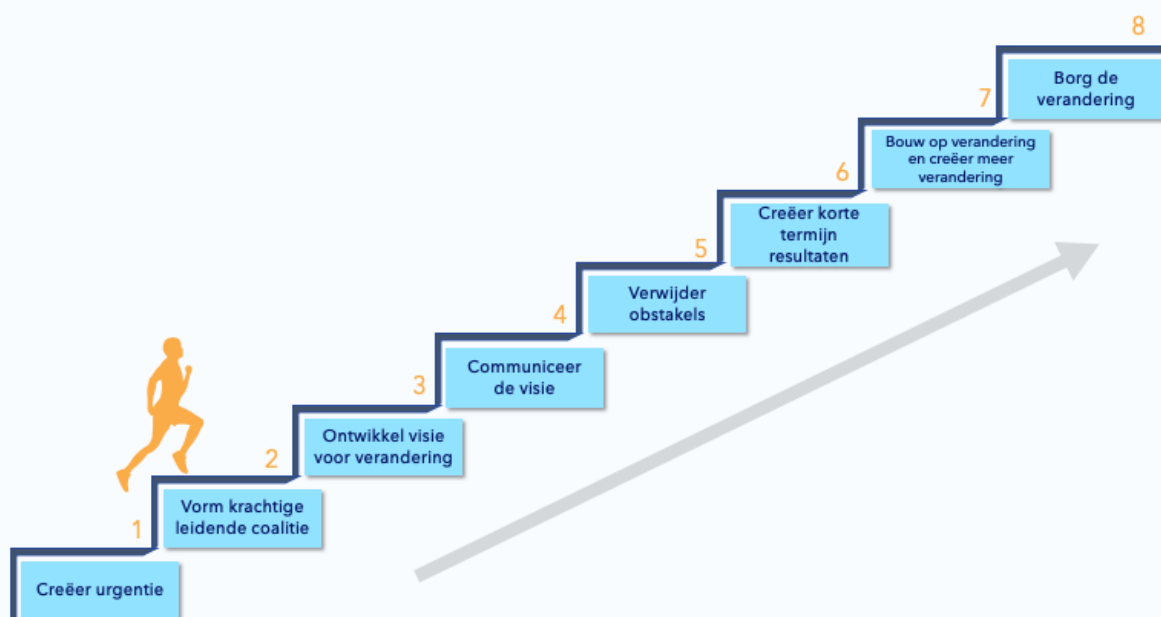 1
Creëer urgentie
2
Vorm krachtige
leidende coalitie
3
Ontwikkel visie
voor verandering
4
Communiceer
de visie
5
Verwijder
obstakels
6
Creëer korte
termijn
resultaten
7
Bouw op verandering
en creëer meer
verandering
8
Borg de
verandering